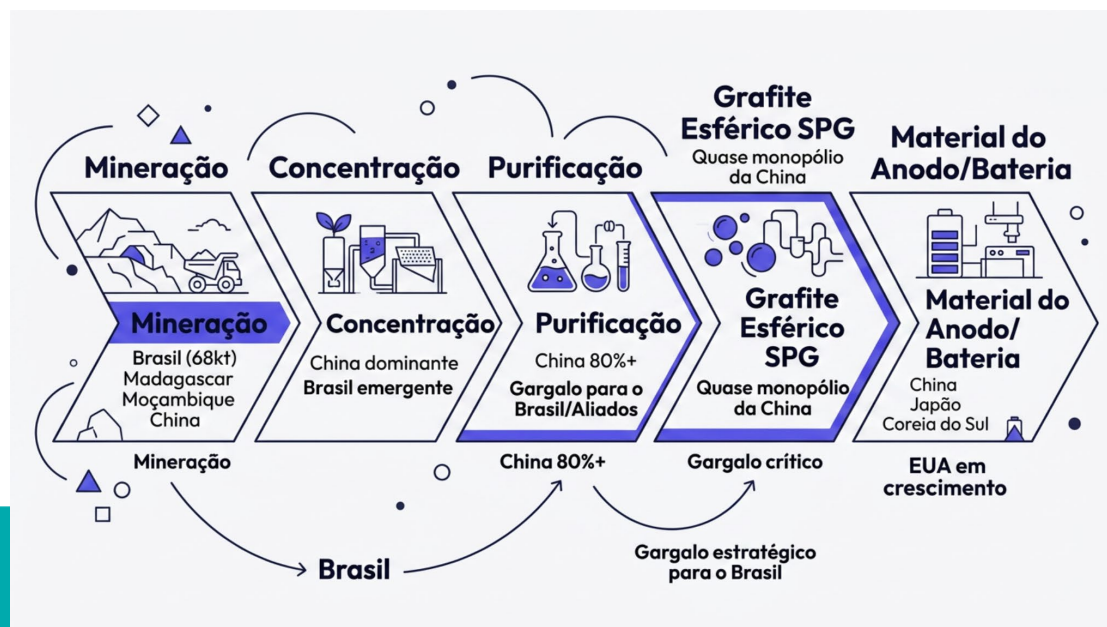 Mineração
Concentração
Purificação
Grafite
Esférico SPG
Quase monopólio
da China
Material do
Anodo/Bateria
Mineração
Brasil (68kt)
Madagascar
Moçambique
China
Concentração
China dominante
Brasil emergente
Purificação
China 80%+
Gargalo para o
Brasil/Aliados
Grafite
Esférico
SPG
Quase monopólio
da China
Material do
Anodo/
Bateria
China
Japão
Coreia do Sul
Mineração
China 80%+
Gargalo crítico
EUA em
crescimento
Brasil
Gargalo estratégico
para o Brasil